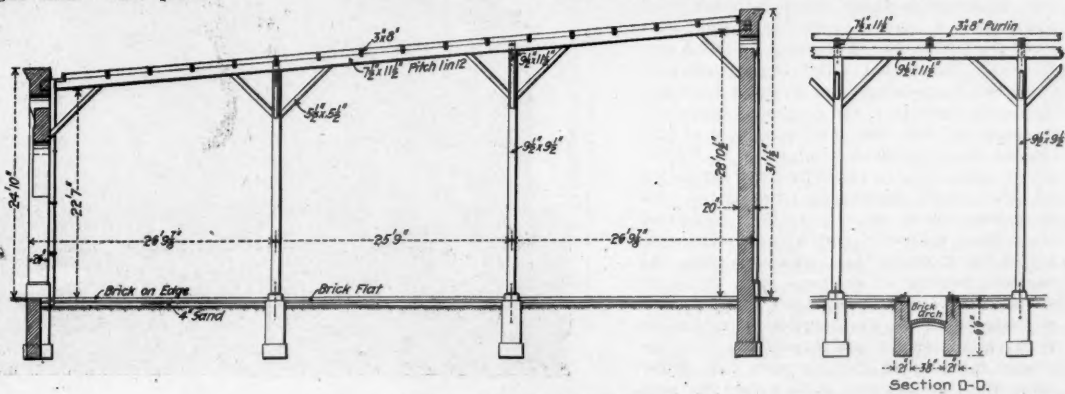 3"x8"
7½"x11½" Pitch 1 in 12
9½"x11½"
5½"x5½"
9½"x9½"
24'10"
22'7"
28'10½"
31'1½"
20"
26'9⅞"
25'9"
26'9⅞"
21"
Brick on Edge
Brick Flat
4" Sand
7½"x11½"
3"x8" Purlin
9½"x11½"
9½"x9½"
Brick
Arch
21"
21"
Section D-D.